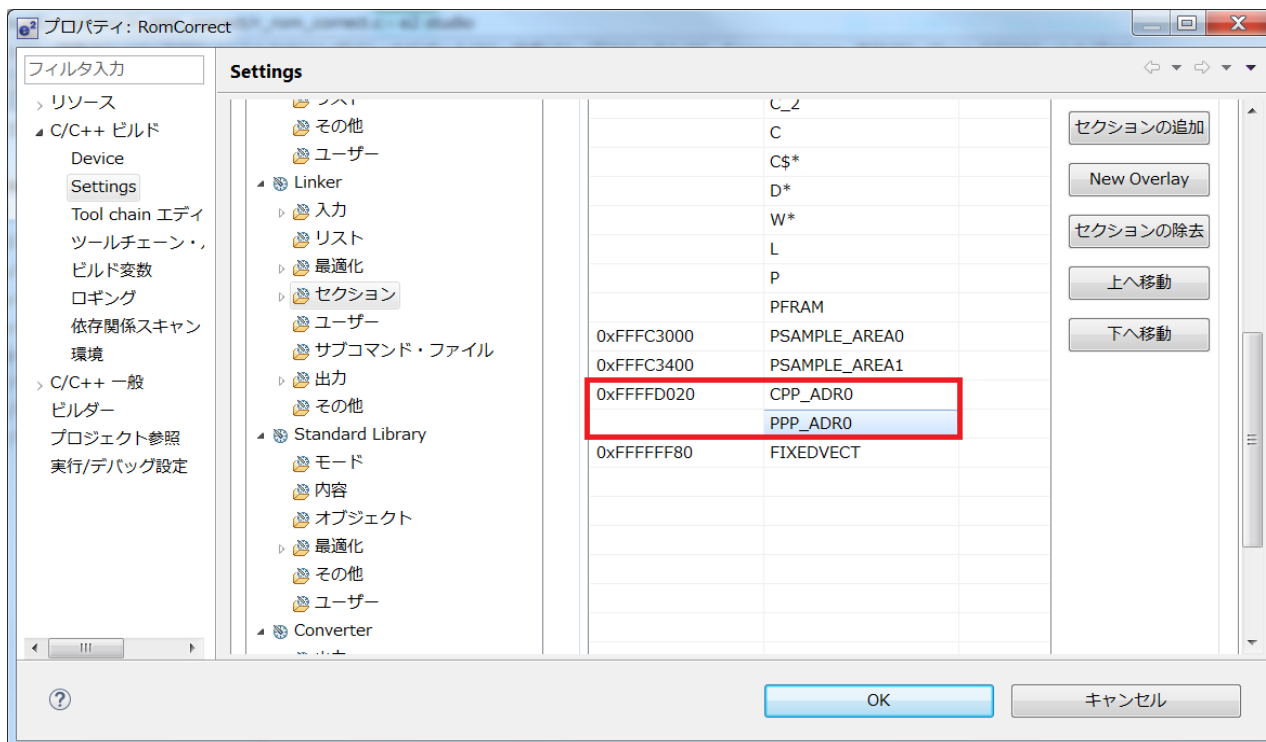 e² プロパティ: RomCorrect
フィルタ入力
Settings
リソース
C/C++ ビルド
Device
Settings
Tool chain エディ
ツールチェーン・
ビルド変数
ロギング
依存関係スキャン
環境
C/C++ 一般
ビルダー
プロジェクト参照
実行/デバッグ設定
リスト
その他
ユーザー
Linker
入力
リスト
最適化
セクション
ユーザー
サブコマンド・ファイル
出力
その他
Standard Library
モード
内容
オブジェクト
最適化
その他
ユーザー
Converter
C_2
C
C$*
D*
W*
L
P
PFRAM
0xFFFC3000 PSAMPLE_AREA0
0xFFFC3400 PSAMPLE_AREA1
0xFFFFD020 CPP_ADR0
PPP_ADR0
0xFFFFFF80 FIXEDVECT
セクションの追加
New Overlay
セクションの除去
上へ移動
下へ移動
?
OK
キャンセル